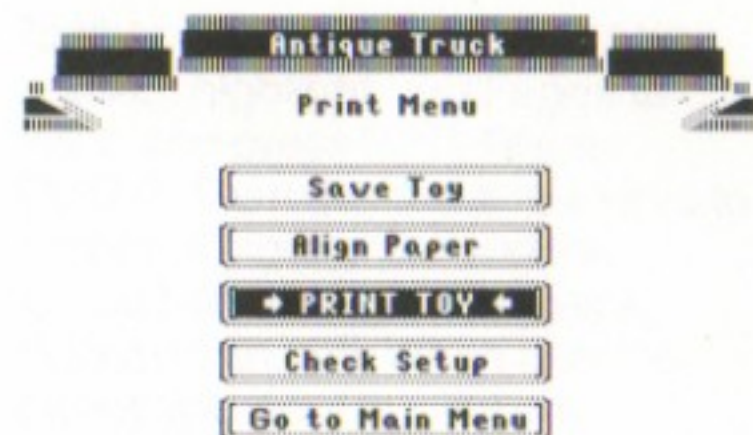 Antique Truck
Print Menu
Save Toy
Align Paper
→ PRINT TOY ←
Check Setup
Go to Main Menu